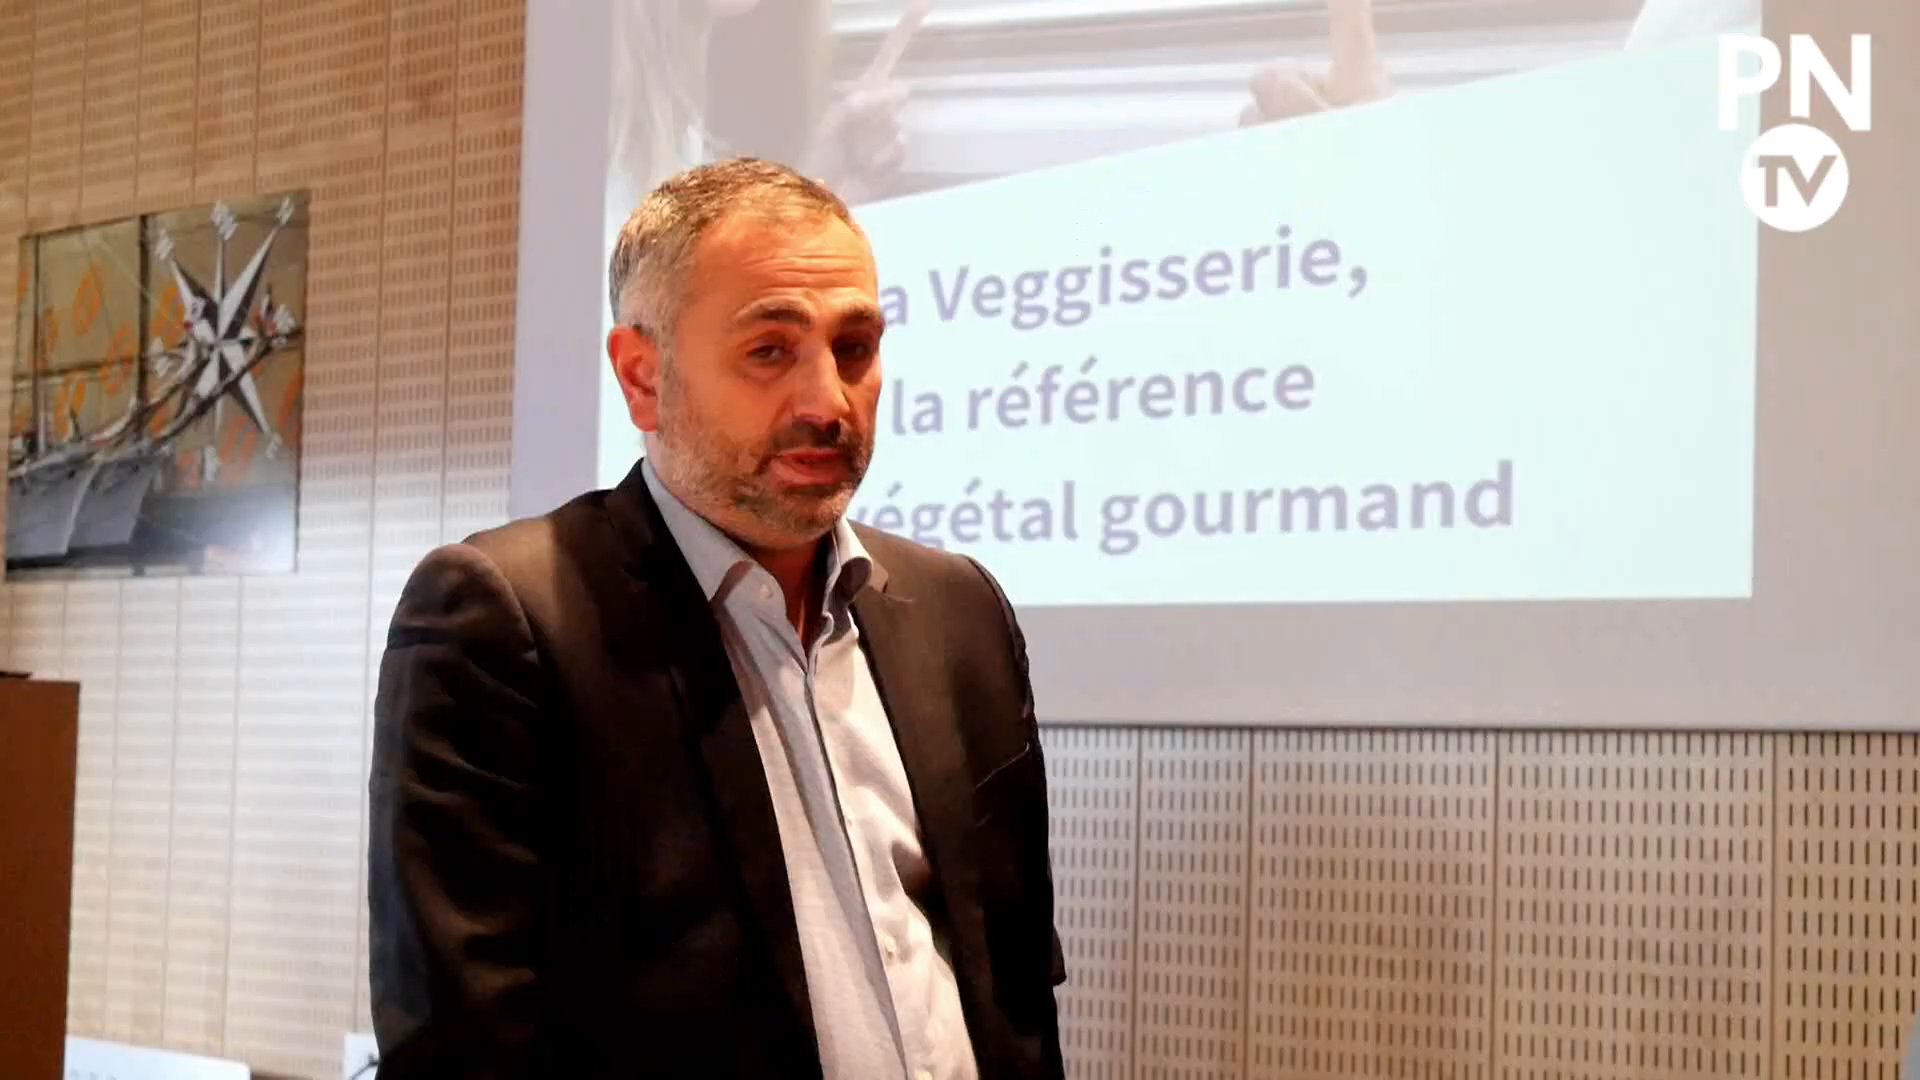 PN
TV
a Veggisserie,
la référence
végétal gourmand